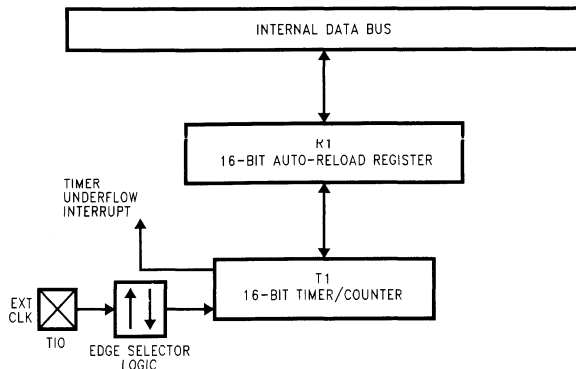 INTERNAL DATA BUS
R1
16-BIT AUTO-RELOAD REGISTER
TIMER
UNDERFLOW
INTERRUPT
T1
16-BIT TIMER/COUNTER
EXT
CLK
TIO
EDGE SELECTOR
LOGIC